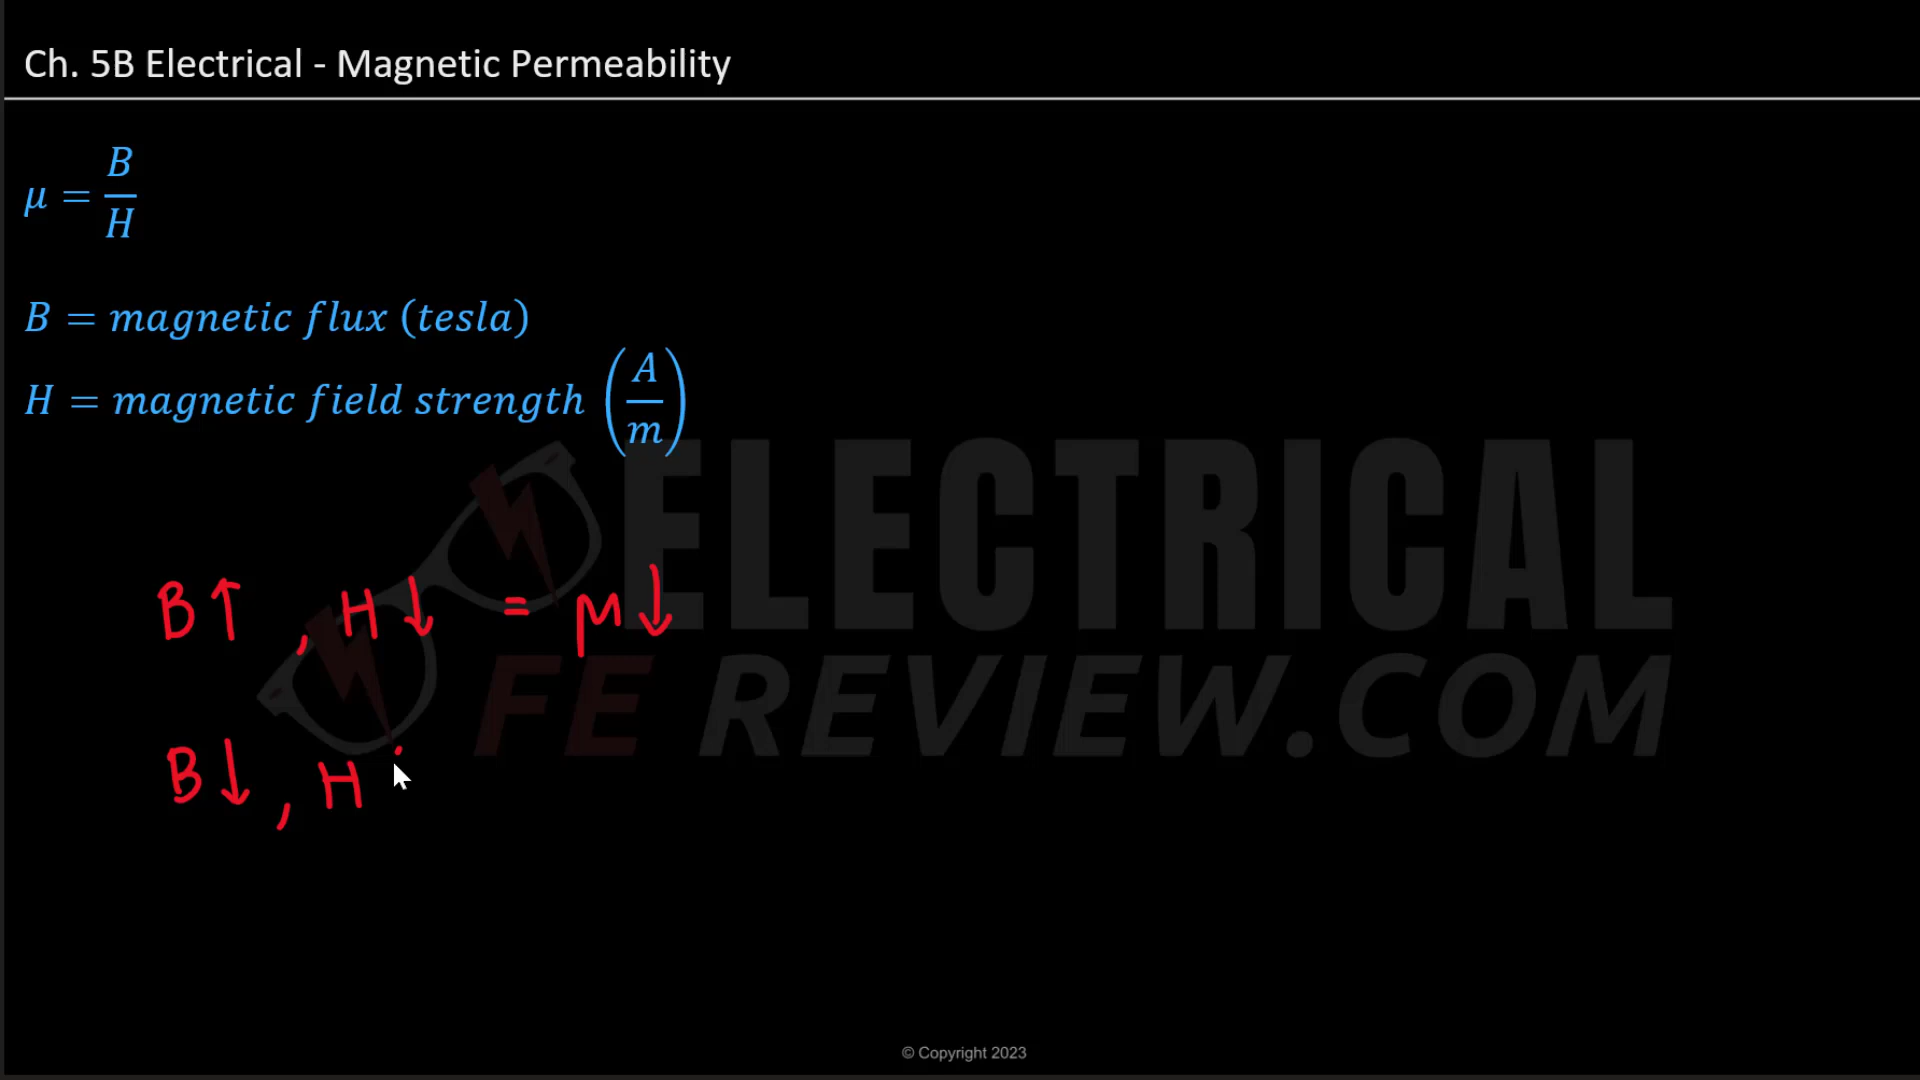 Ch. 5B Electrical - Magnetic Permeability
μ = B/H
B = magnetic flux (tesla)
H = magnetic field strength (A/m)
B↑ , H↓ = μ↓
B↓ , H
ELECTRICAL
FE REVIEW.COM
© Copyright 2023